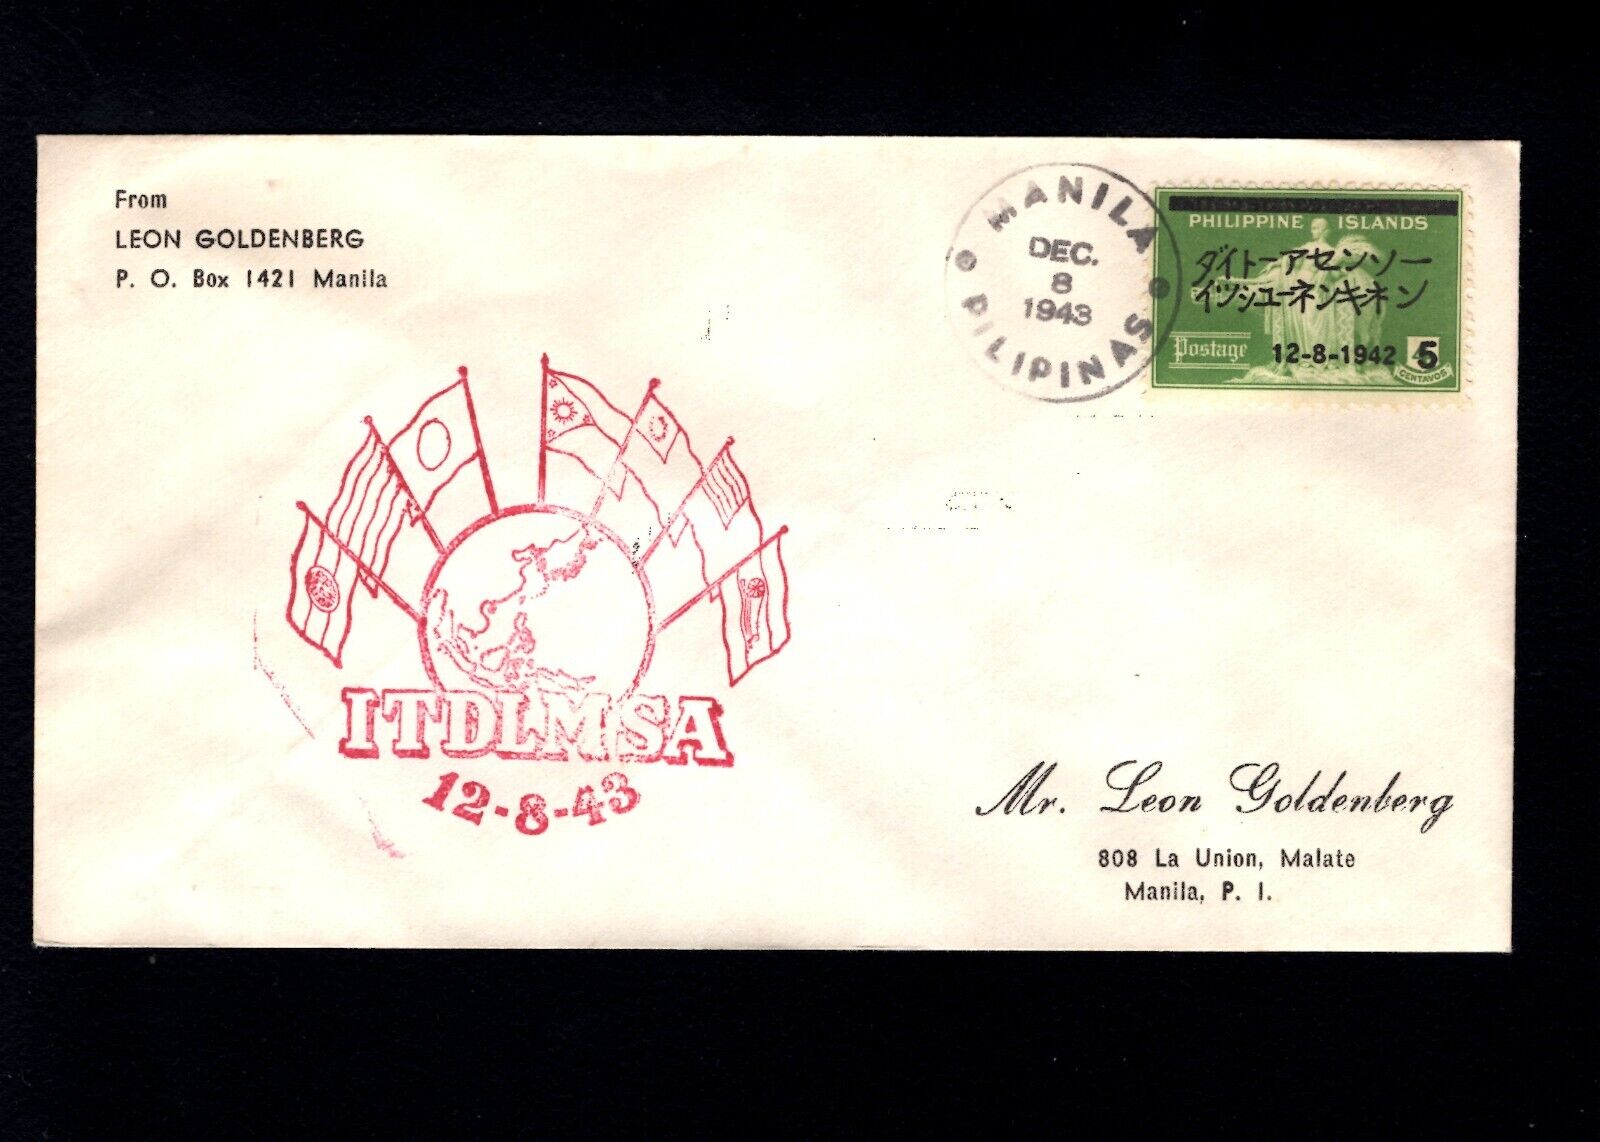 From
LEON GOLDENBERG
P. O. Box 1421 Manila
MANILA
DEC.
8
1943
PILIPINAS
PHILIPPINE ISLANDS
ダイトーアセンソー
イツシューネンキネン
Postage 12-8-1942 5
CENTAVOS
ITDLMSA
12-8-43
Mr. Leon Goldenberg
808 La Union, Malate
Manila, P. I.